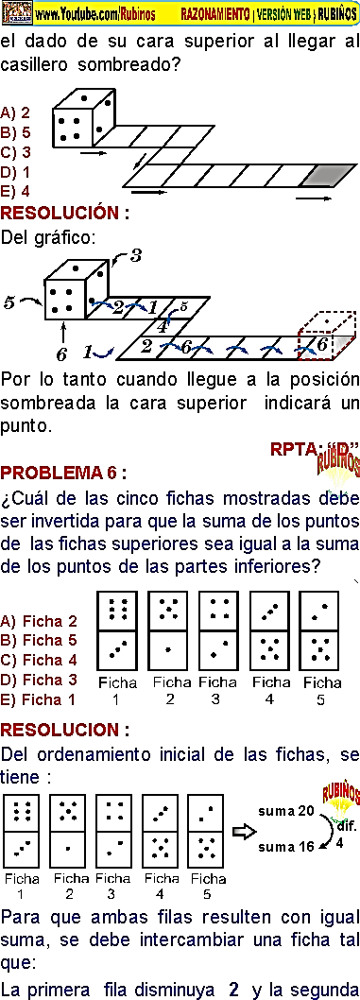 www.Youtube.com/Rubinos RAZONAMIENTO | VERSIÓN WEB } RUBIÑOS
el dado de su cara superior al llegar al
casillero sombreado?
A) 2
B) 5
C) 3
D) 1
E) 4
RESOLUCIÓN :
Del gráfico:
3
5
2 1 5
4
6 1 2 6 6
Por lo tanto cuando llegue a la posición
sombreada la cara superior indicará un
punto.
RPTA: “D”
RUBIÑOS
PROBLEMA 6 :
¿Cuál de las cinco fichas mostradas debe
ser invertida para que la suma de los puntos
de las fichas superiores sea igual a la suma
de los puntos de las partes inferiores?
A) Ficha 2
B) Ficha 5
C) Ficha 4
D) Ficha 3
E) Ficha 1
Ficha Ficha Ficha Ficha Ficha
1 2 3 4 5
RESOLUCION :
Del ordenamiento inicial de las fichas, se
tiene :
RUBIÑOS
suma 20
dif.
4
suma 16
Ficha Ficha Ficha Ficha Ficha
1 2 3 4 5
Para que ambas filas resulten con igual
suma, se debe intercambiar una ficha tal
que:
La primera fila disminuya 2 y la segunda